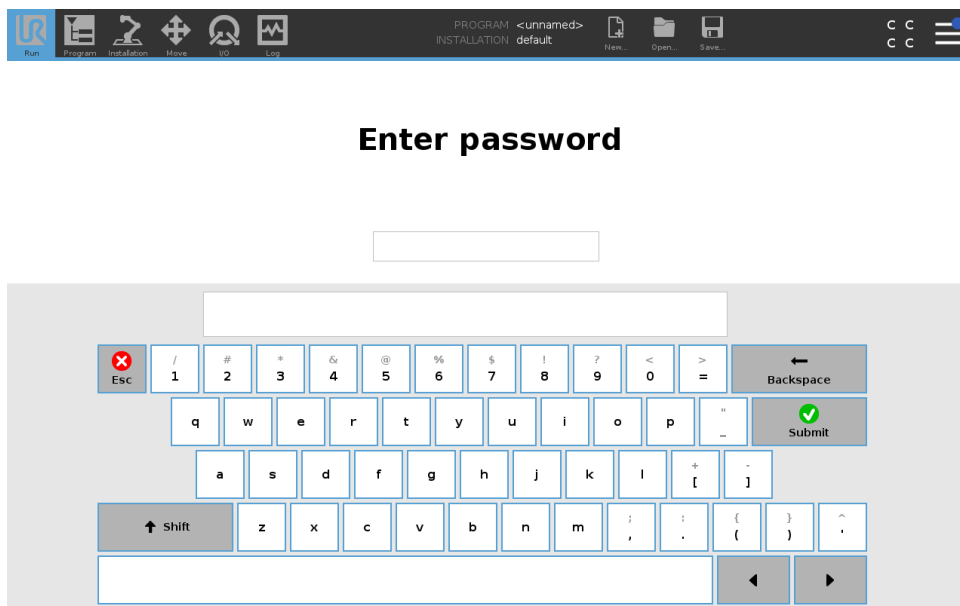 UR
PROGRAM <unnamed>
INSTALLATION default
Run Program Installation Move I/O Log New... Open... Save...
C C
C C
Enter password
/ # * & @ % $ ! ? < >
Esc 1 2 3 4 5 6 7 8 9 0 = Backspace
q w e r t y u i o p " _ Submit
a s d f g h j k l + [ - ]
Shift z x c v b n m ; , : . { ( } ) ^ '